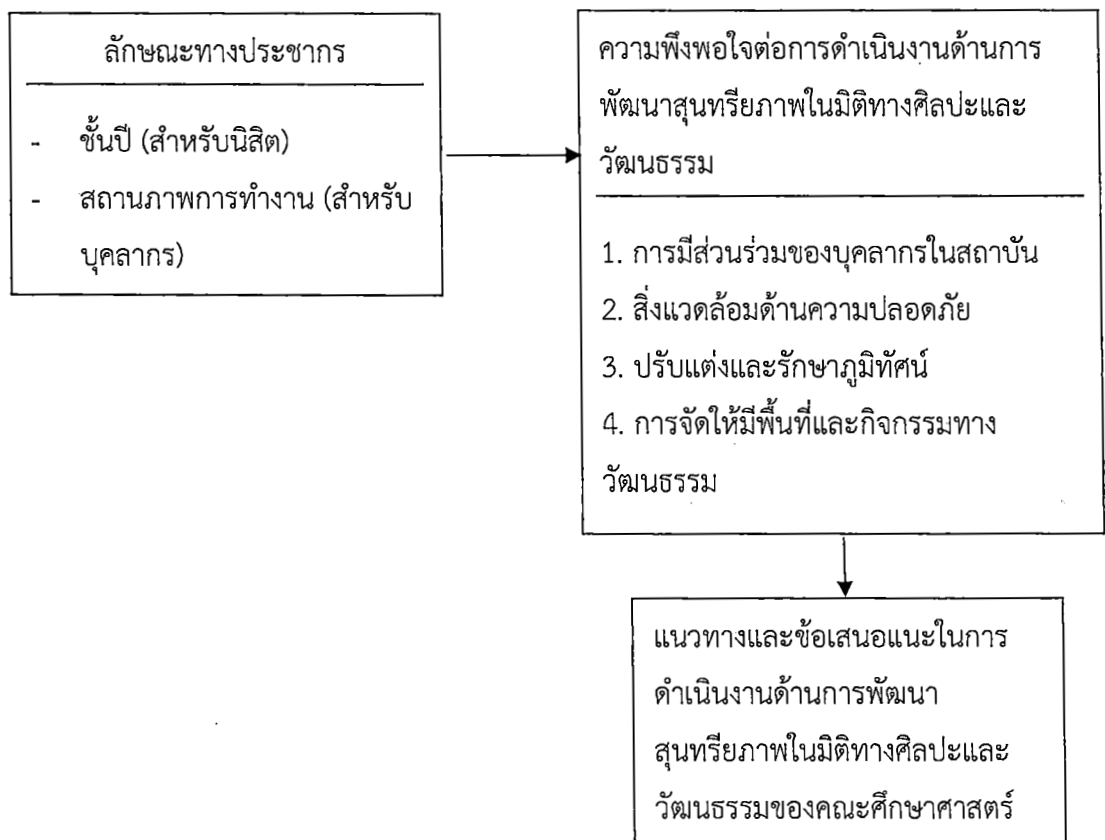 ลักษณะทางประชากร
- ชั้นปี (สำหรับนิสิต)
- สถานภาพการทำงาน (สำหรับ
บุคลากร)
ความพึงพอใจต่อการดำเนินงานด้านการ
พัฒนาสุนทรียภาพในมิติทางศิลปะและ
วัฒนธรรม
1. การมีส่วนร่วมของบุคลากรในสถาบัน
2. สิ่งแวดล้อมด้านความปลอดภัย
3. ปรับแต่งและรักษาภูมิทัศน์
4. การจัดให้มีพื้นที่และกิจกรรมทาง
วัฒนธรรม
แนวทางและข้อเสนอแนะในการ
ดำเนินงานด้านการพัฒนา
สุนทรียภาพในมิติทางศิลปะและ
วัฒนธรรมของคณะศึกษาศาสตร์